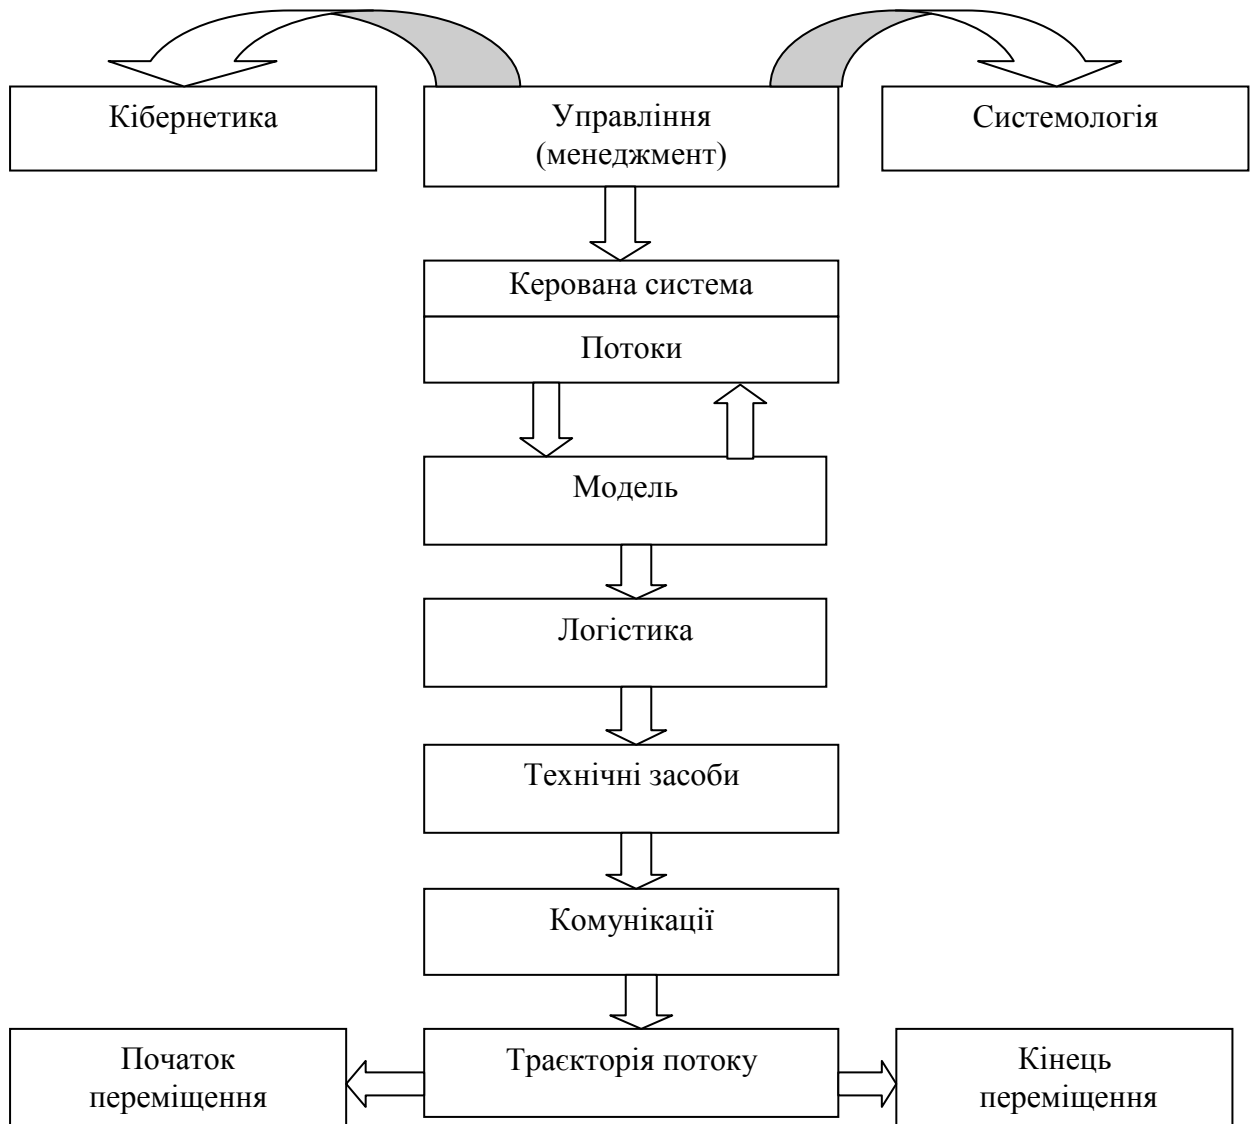 Кібернетика
Управління
(менеджмент)
Системологія
Керована система
Потоки
Модель
Логістика
Технічні засоби
Комунікації
Початок
переміщення
Траєкторія потоку
Кінець
переміщення